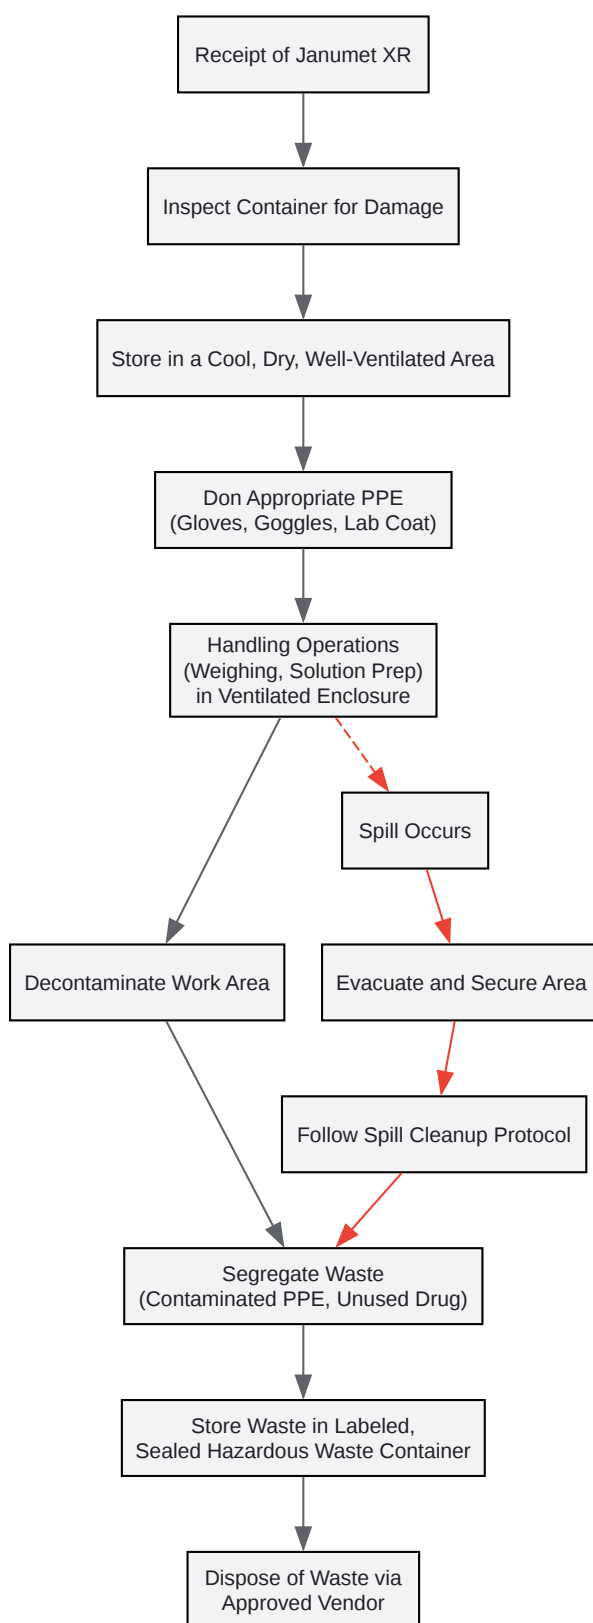 Receipt of Janumet XR
Inspect Container for Damage
Store in a Cool, Dry, Well-Ventilated Area
Don Appropriate PPE
(Gloves, Goggles, Lab Coat)
Handling Operations
(Weighing, Solution Prep)
in Ventilated Enclosure
Spill Occurs
Decontaminate Work Area
Evacuate and Secure Area
Follow Spill Cleanup Protocol
Segregate Waste
(Contaminated PPE, Unused Drug)
Store Waste in Labeled,
Sealed Hazardous Waste Container
Dispose of Waste via
Approved Vendor